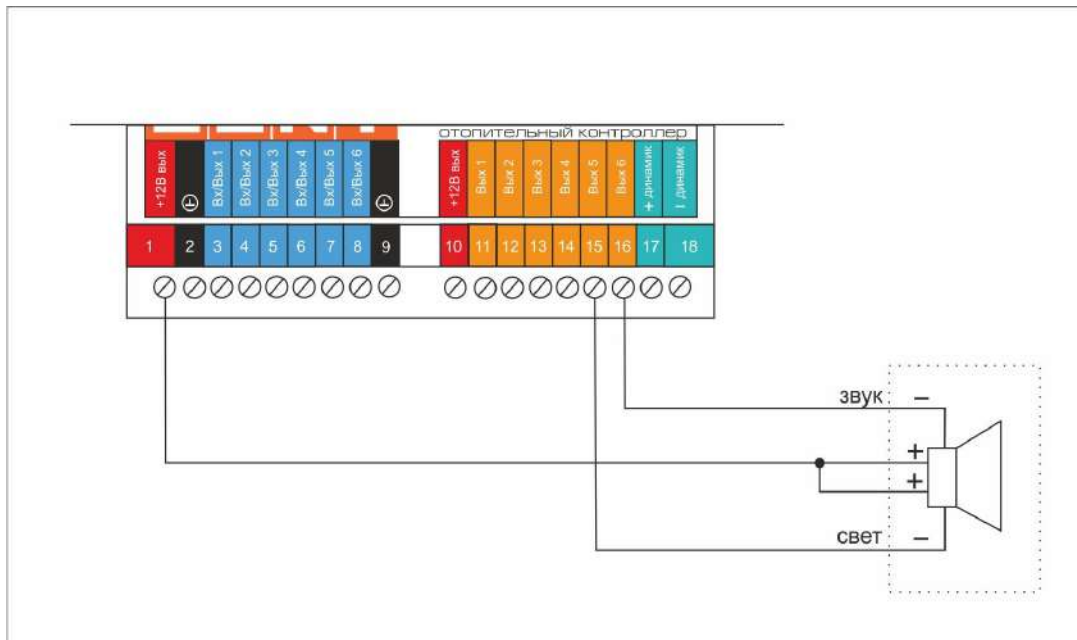 отопительный контроллер
+12В вых
Вх/Вых 1
Вх/Вых 2
Вх/Вых 3
Вх/Вых 4
Вх/Вых 5
Вх/Вых 6
+12В вых
Вых 1
Вых 2
Вых 3
Вых 4
Вых 5
Вых 6
+ динамик
– динамик
1 2 3 4 5 6 7 8 9 10 11 12 13 14 15 16 17 18
звук –
+
+
свет –